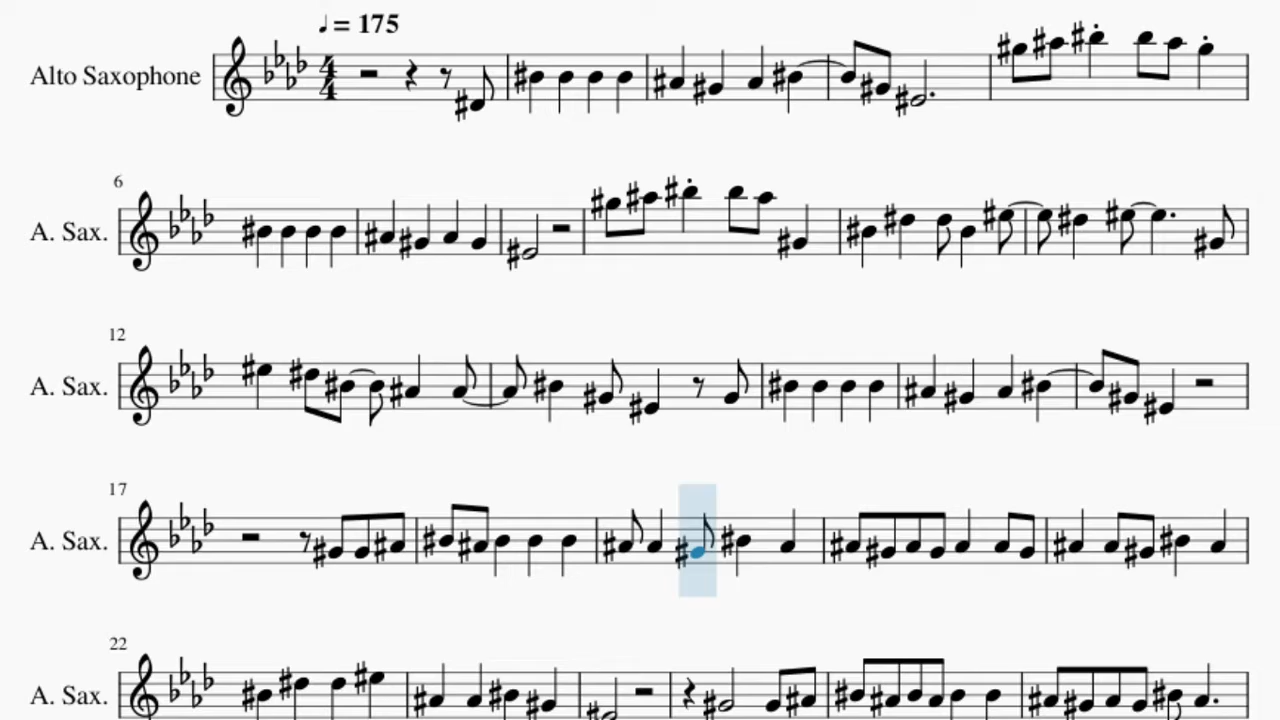 ♩ = 175
Alto Saxophone 4/4
6
A. Sax.
12
A. Sax.
17
A. Sax.
22
A. Sax.